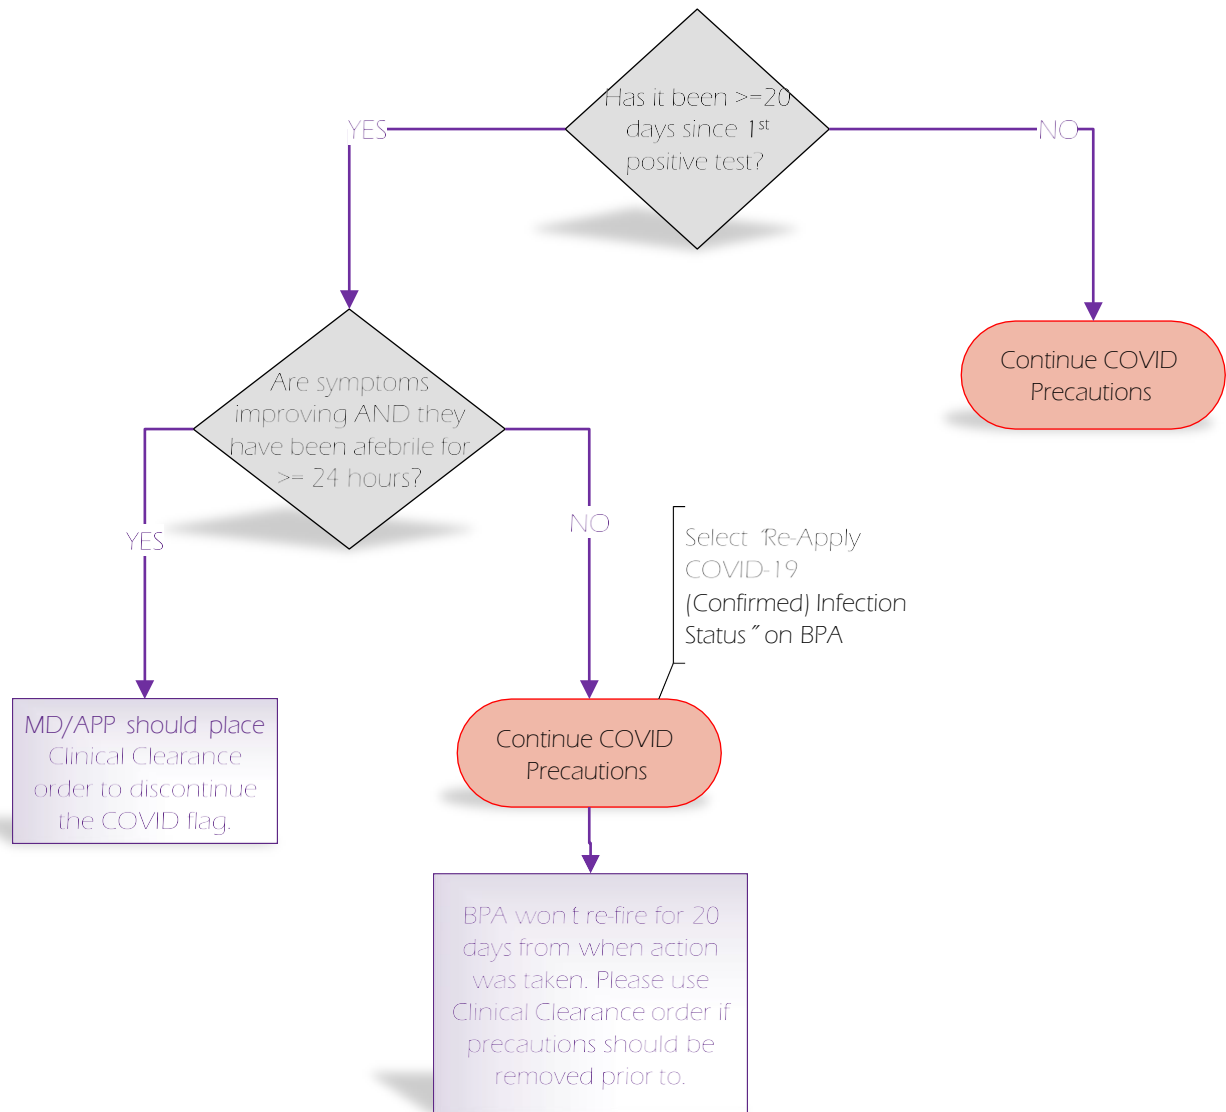 Has it been >=20
days since 1st
positive test?
YES
NO
Continue COVID
Precautions
Are symptoms
improving AND they
have been afebrile for
>= 24 hours?
YES
NO
Select “Re-Apply
COVID-19
(Confirmed) Infection
Status” on BPA
MD/APP should place
Clinical Clearance
order to discontinue
the COVID flag.
Continue COVID
Precautions
BPA won’t re-fire for 20
days from when action
was taken. Please use
Clinical Clearance order if
precautions should be
removed prior to.